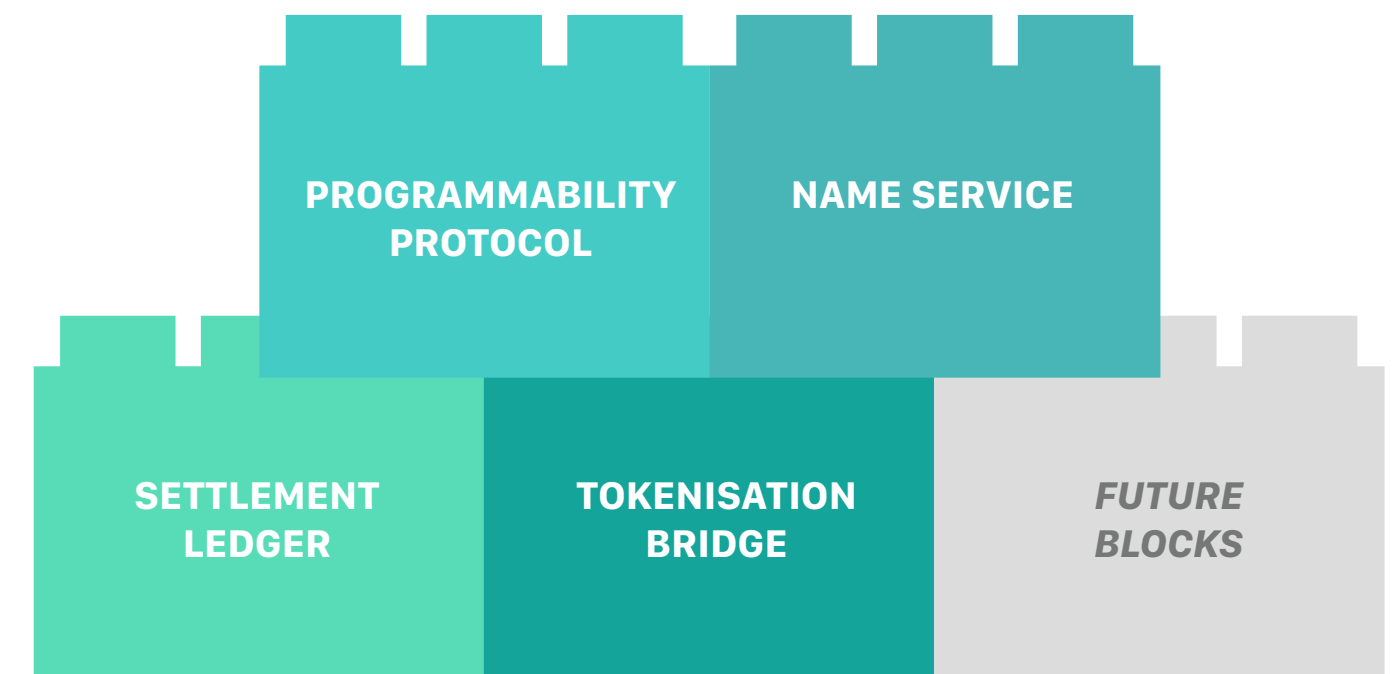 PROGRAMMABILITY
PROTOCOL
NAME SERVICE
SETTLEMENT
LEDGER
TOKENISATION
BRIDGE
FUTURE
BLOCKS